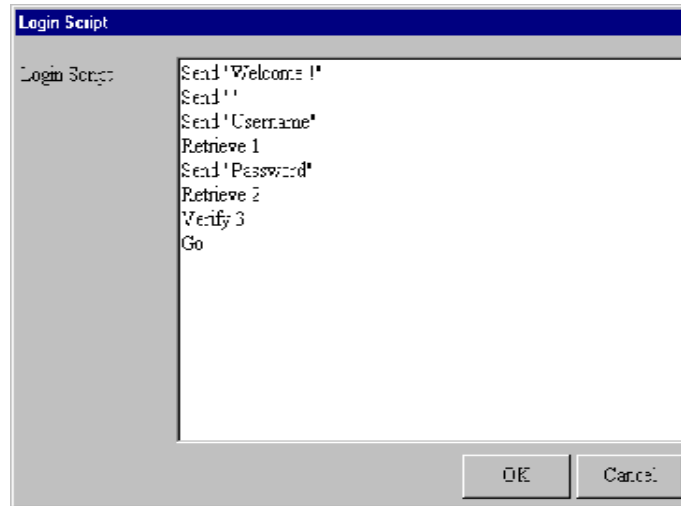 Login Script
Login Script
Send "Welcome !"
Send " "
Send "Username"
Retrieve 1
Send "Password"
Retrieve 2
Verify 3
Go
OK
Cancel